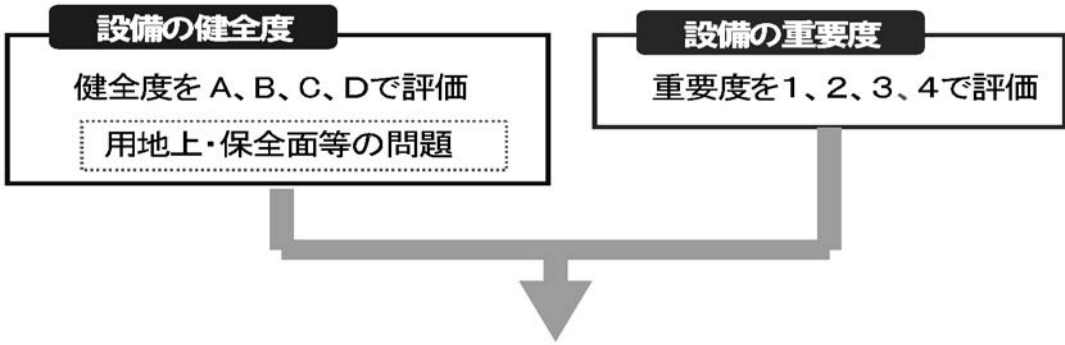 設備の健全度
健全度を A、B、C、Dで評価
用地上・保全面等の問題
設備の重要度
重要度を1、2、3、4で評価